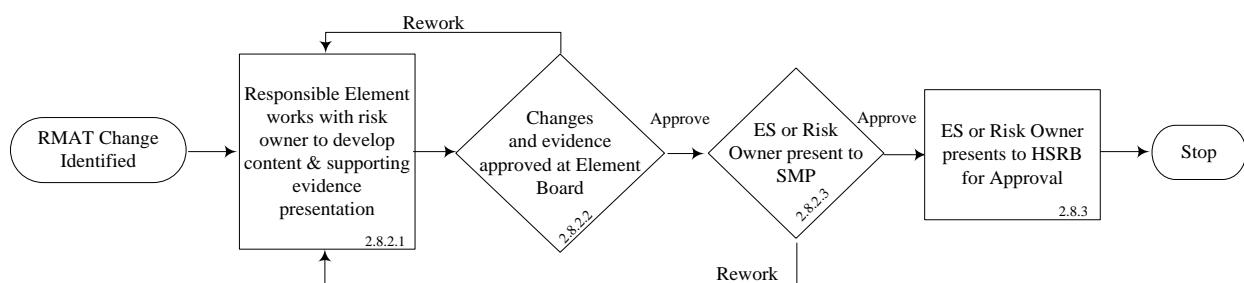 Rework
RMAT Change
Identified
Responsible Element
works with risk
owner to develop
content & supporting
evidence
presentation
2.8.2.1
Changes
and evidence
approved at Element
Board
2.8.2.2
Approve
ES or Risk
Owner present to
SMP
2.8.2.3
Approve
ES or Risk Owner
presents to HSRB
for Approval
2.8.3
Stop
Rework